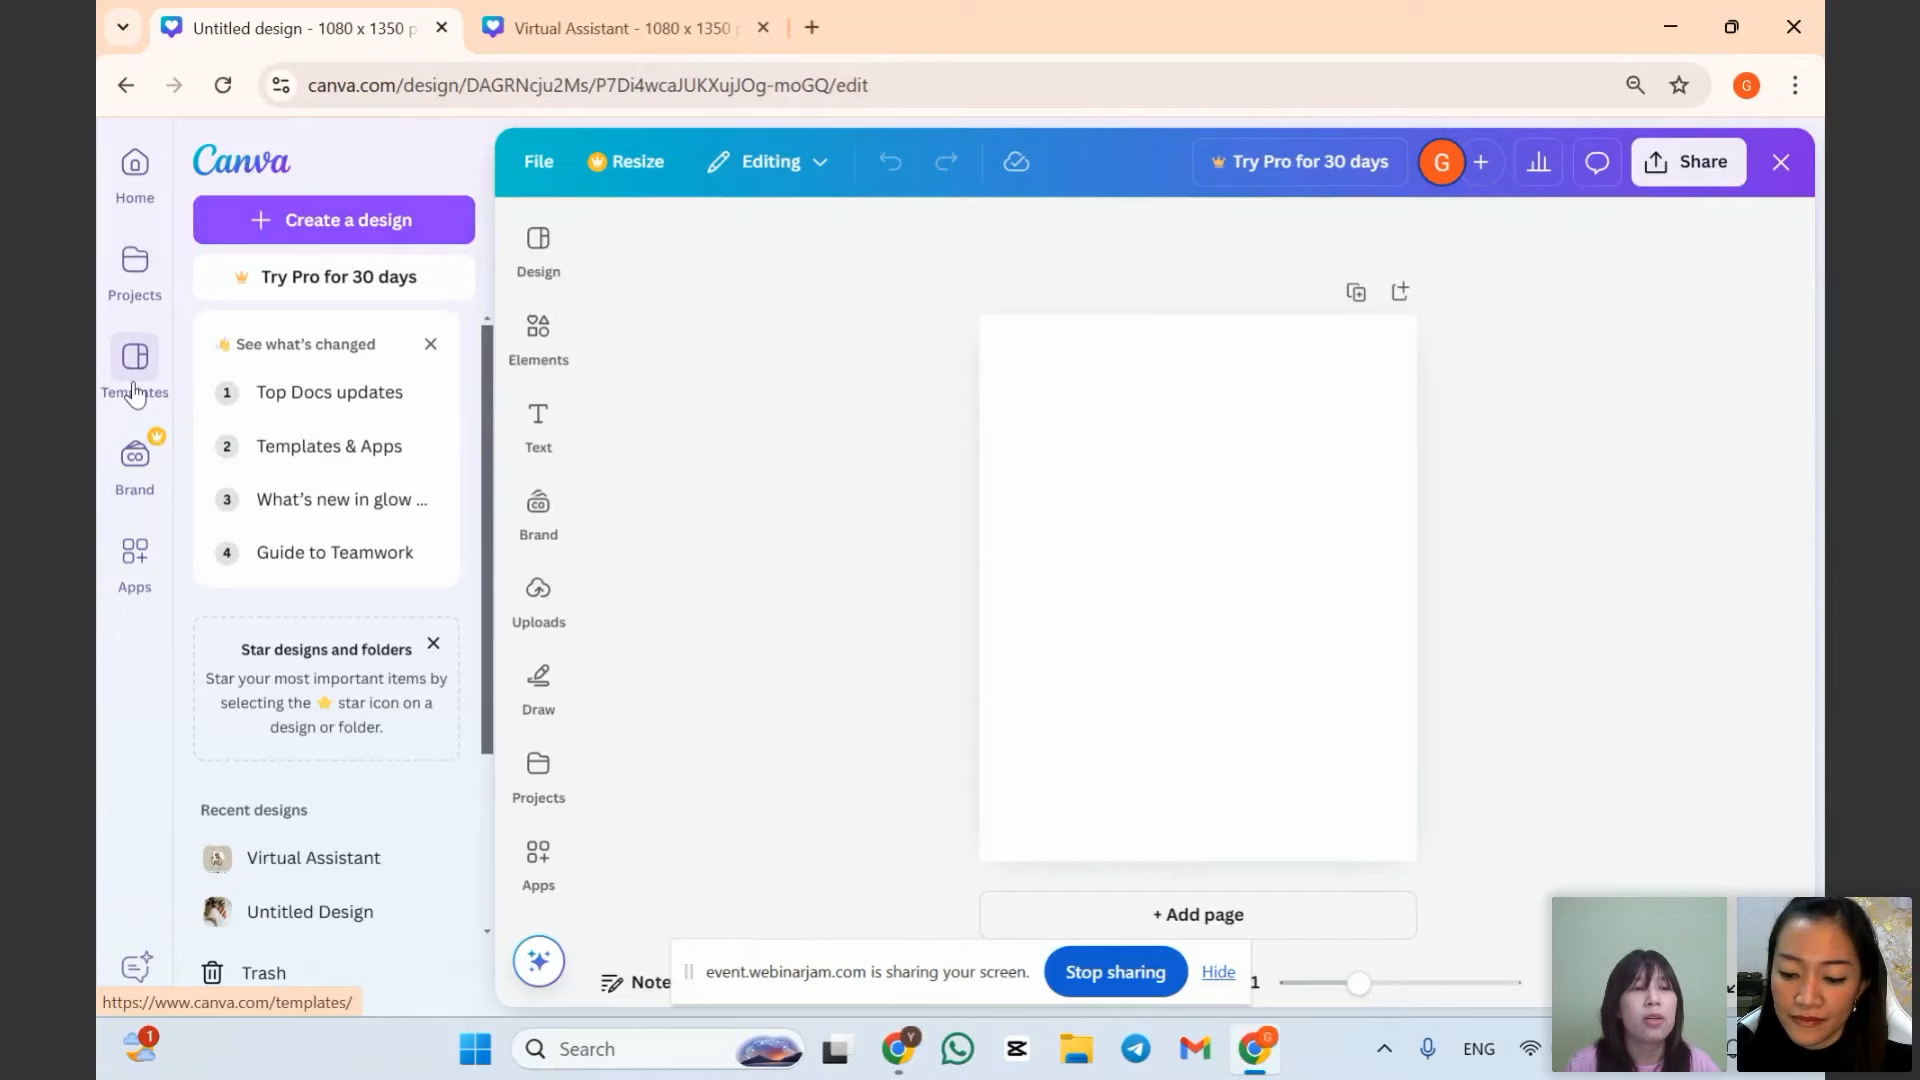 Untitled design - 1080 x 1350 p
Virtual Assistant - 1080 x 1350
canva.com/design/DAGRNcju2Ms/P7Di4wcaJUKXujJOg-moGQ/edit
G
Home
Projects
Templates
Brand
Apps
Canva
Create a design
Try Pro for 30 days
See what's changed
1 Top Docs updates
2 Templates & Apps
3 What's new in glow ...
4 Guide to Teamwork
Star designs and folders
Star your most important items by
selecting the ⭐ star icon on a
design or folder.
Recent designs
Virtual Assistant
Untitled Design
Trash
https://www.canva.com/templates/
File
Resize
Editing
Try Pro for 30 days
G
Share
Design
Elements
Text
Brand
Uploads
Draw
Projects
Apps
+ Add page
Note
event.webinarjam.com is sharing your screen.
Stop sharing
Hide
1
1
Search
Y
G
ENG